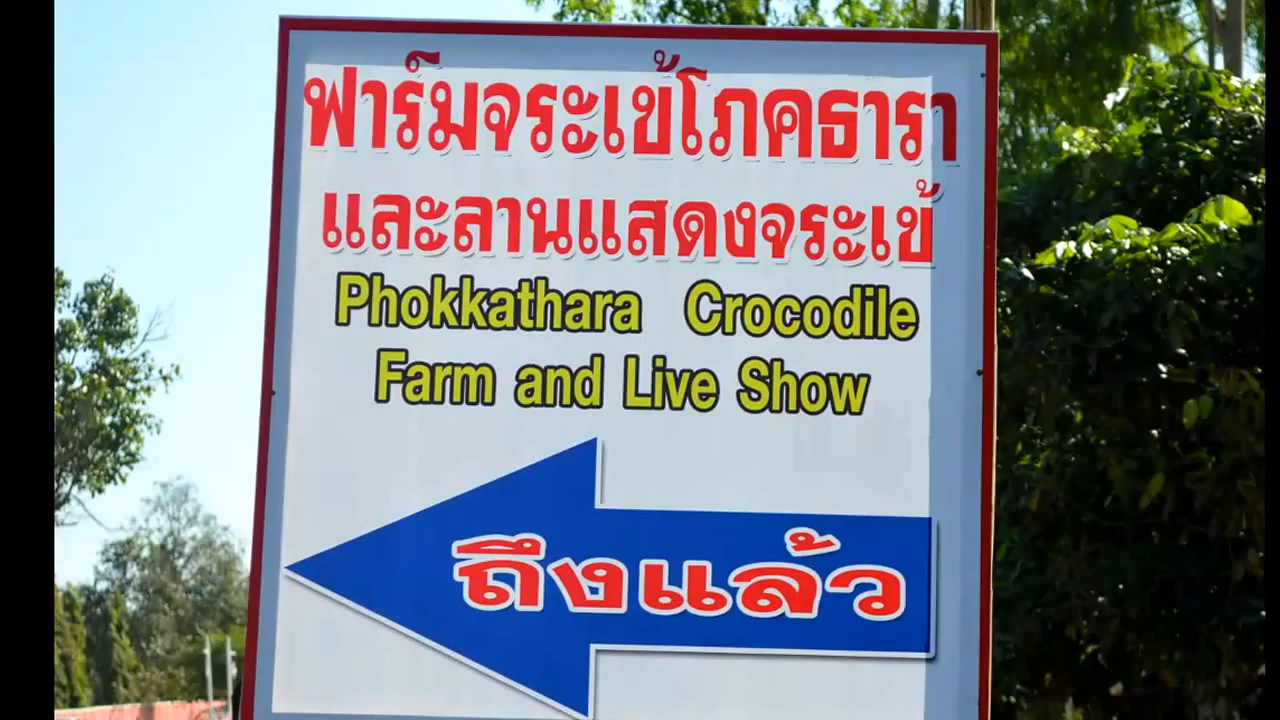 ฟาร์มจระเข้โภคธารา
และลานแสดงจระเข้
Phokkathara Crocodile
Farm and Live Show
ถึงแล้ว